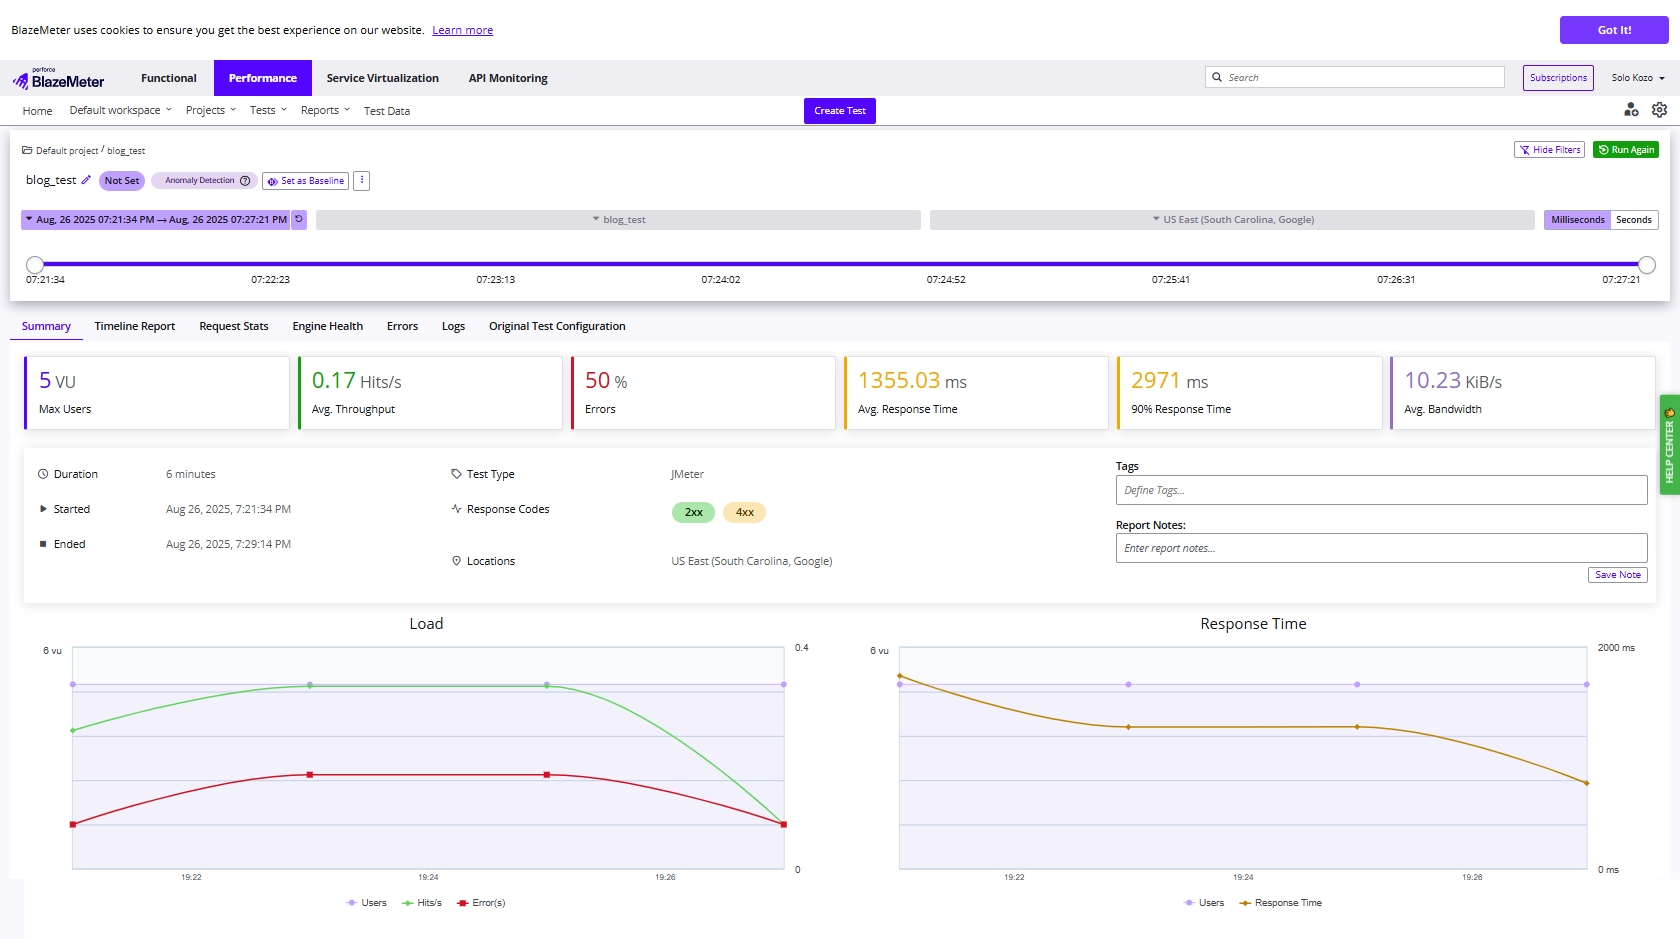 BlazeMeter uses cookies to ensure you get the best experience on our website. Learn more
Got It!
perforce
BlazeMeter
Functional Performance Service Virtualization API Monitoring
Search
Subscriptions
Solo Kozo
Home Default workspace Projects Tests Reports Test Data
Create Test
Default project / blog_test
Hide Filters
Run Again
blog_test
Not Set
Anomaly Detection ?
Set as Baseline
Aug, 26 2025 07:21:34 PM → Aug, 26 2025 07:27:21 PM
blog_test
US East (South Carolina, Google)
Milliseconds Seconds
07:21:34 07:22:23 07:23:13 07:24:02 07:24:52 07:25:41 07:26:31 07:27:21
Summary Timeline Report Request Stats Engine Health Errors Logs Original Test Configuration
5 VU
Max Users
0.17 Hits/s
Avg. Throughput
50 %
Errors
1355.03 ms
Avg. Response Time
2971 ms
90% Response Time
10.23 KiB/s
Avg. Bandwidth
HELP CENTER
Duration 6 minutes
Started Aug 26, 2025, 7:21:34 PM
Ended Aug 26, 2025, 7:29:14 PM
Test Type JMeter
Response Codes 2xx 4xx
Locations US East (South Carolina, Google)
Tags
Define Tags...
Report Notes:
Enter report notes...
Save Note
Load
6 vu
0.4
0
19:22 19:24 19:26
Users Hits/s Error(s)
Response Time
6 vu
2000 ms
0 ms
19:22 19:24 19:26
Users Response Time